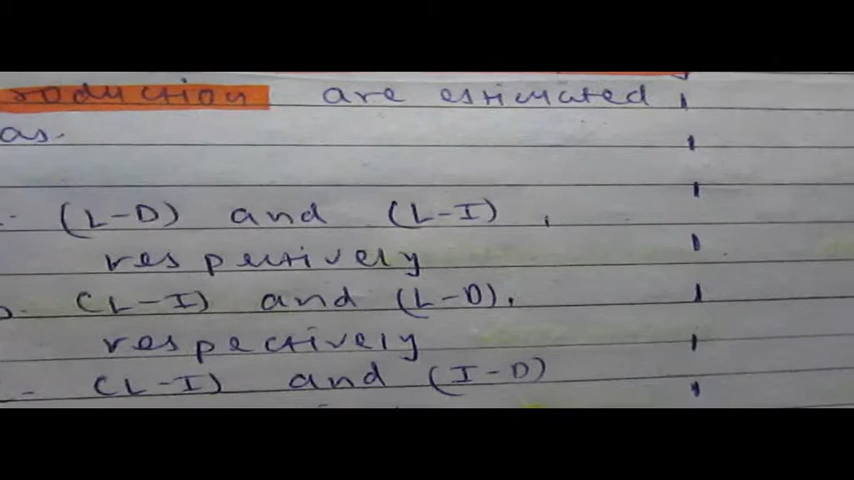 roduction are estimated
as.
(L-D) and (L-I),
respectively
(L-I) and (L-D).
respectively
(L-I) and (I-D)